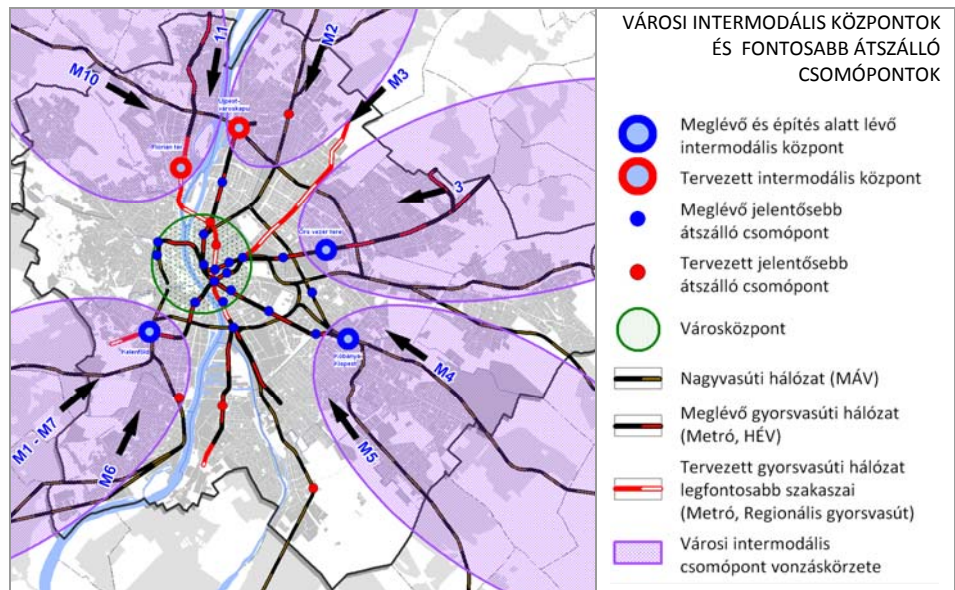 VÁROSI INTERMODÁLIS KÖZPONTOK
ÉS FONTOSABB ÁTSZÁLLÓ
CSOMÓPONTOK
Meglévő és építés alatt lévő
intermodális központ
Tervezett intermodális központ
Meglévő jelentősebb
átszálló csomópont
Tervezett jelentősebb
átszálló csomópont
Városközpont
Nagyvasúti hálózat (MÁV)
Meglévő gyorsvasúti hálózat
(Metró, HÉV)
Tervezett gyorsvasúti hálózat
legfontosabb szakaszai
(Metró, Regionális gyorsvasút)
Városi intermodális
csomópont vonzáskörzete
M10
11
M2
M3
Újpest-
városkapu
Flórián tér
3
Örs vezér tere
Kelenföld
Kőbánya-
Kispest
M4
M5
M1 - M7
M6